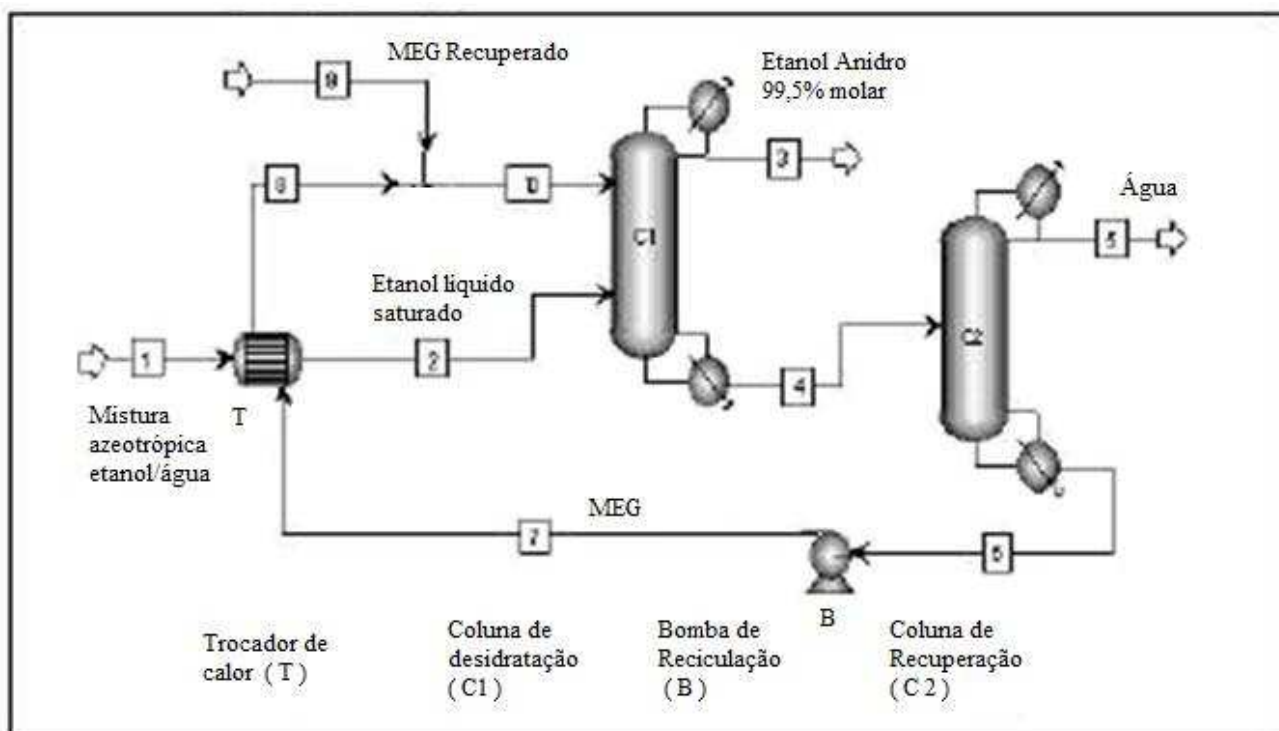 MEG Recuperado
Etanol Anidro
99,5% molar
9
8
10
3
C1
Água
5
Etanol liquido
saturado
1
2
4
C2
Mistura
azeotrópica
etanol/água
T
MEG
7
6
B
Trocador de
calor ( T )
Coluna de
desidratação
( C1 )
Bomba de
Reciculação
( B )
Coluna de
Recuperação
( C 2 )